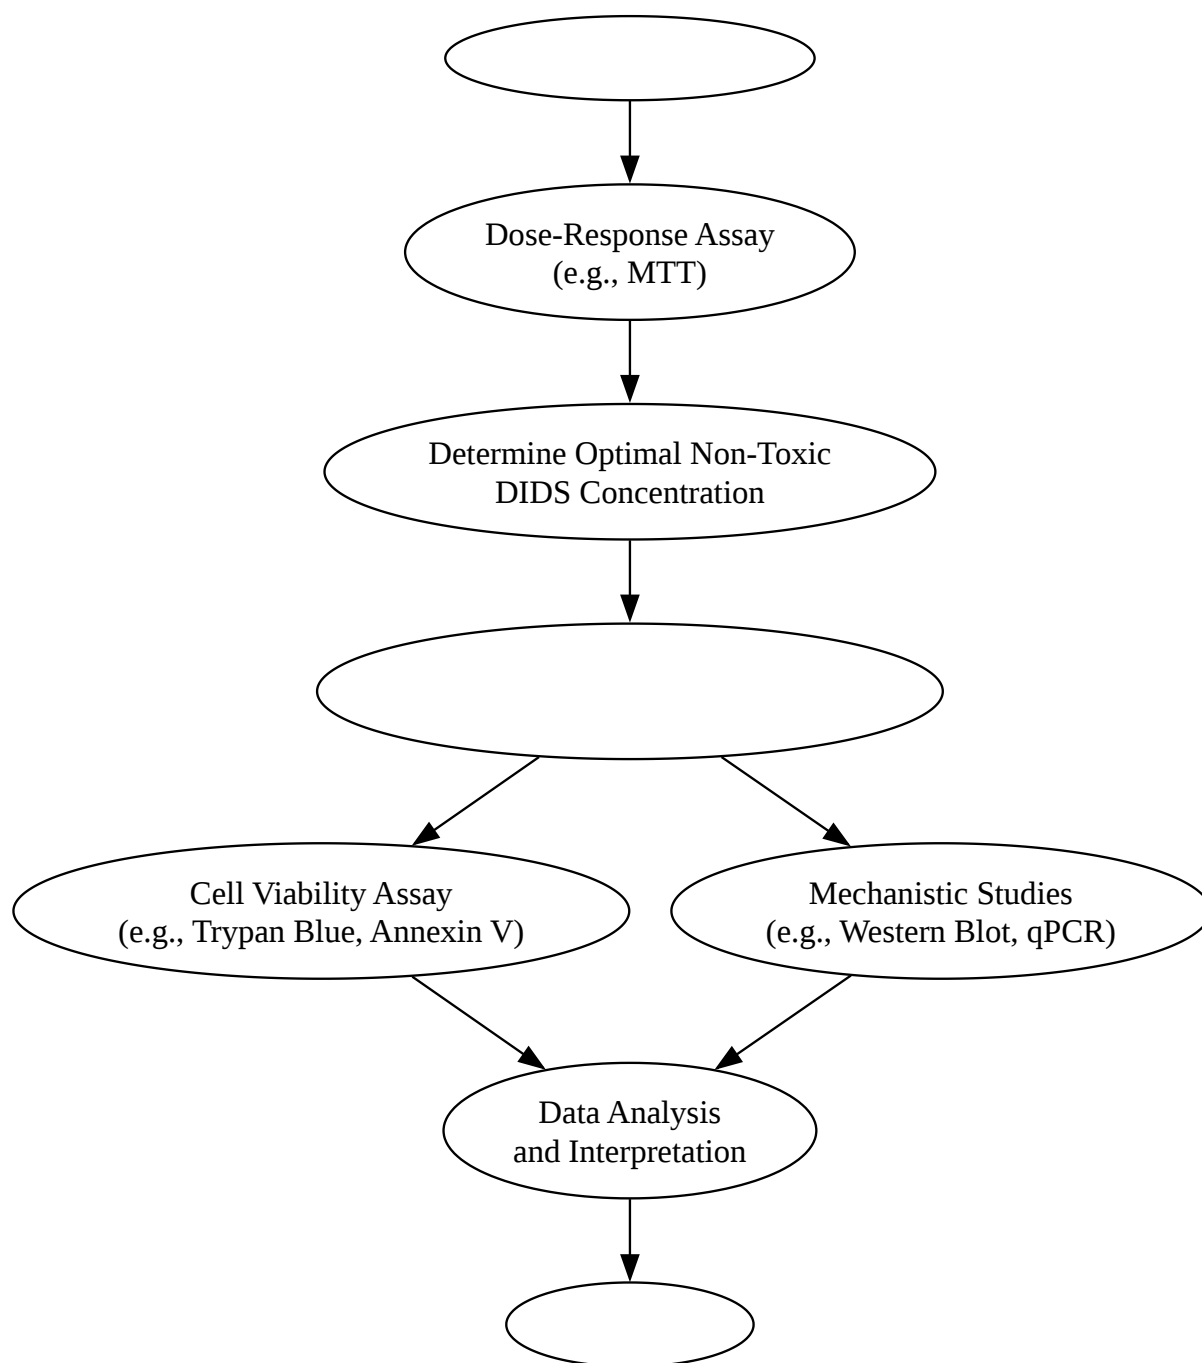 Dose-Response Assay
(e.g., MTT)
Determine Optimal Non-Toxic
DIDS Concentration
Cell Viability Assay
(e.g., Trypan Blue, Annexin V)
Mechanistic Studies
(e.g., Western Blot, qPCR)
Data Analysis
and Interpretation